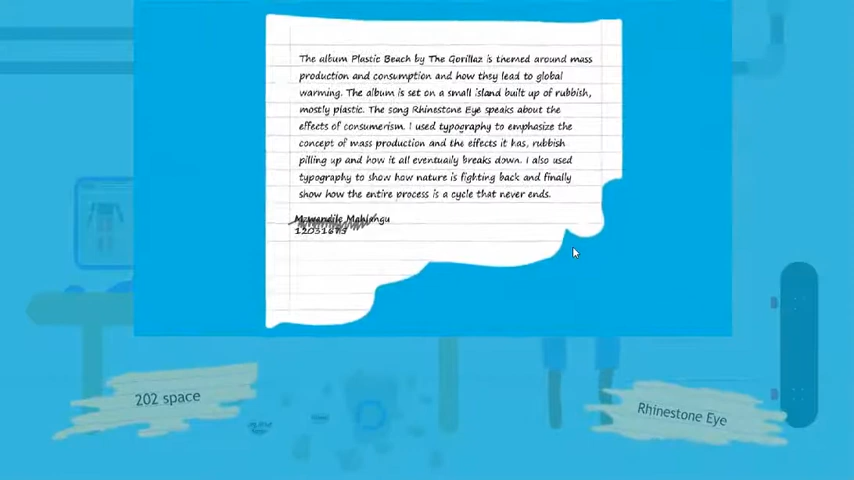 The album Plastic Beach by The Gorillaz is themed around mass
production and consumption and how they lead to global
warming. The album is set on a small island built up of rubbish,
mostly plastic. The song Rhinestone Eye speaks about the
effects of consumerism. I used typography to emphasize the
concept of mass production and the effects it has, rubbish
pilling up and how it all eventually breaks down. I also used
typography to show how nature is fighting back and finally
show how the entire process is a cycle that never ends.
Mahlangu
202 space
Rhinestone Eye